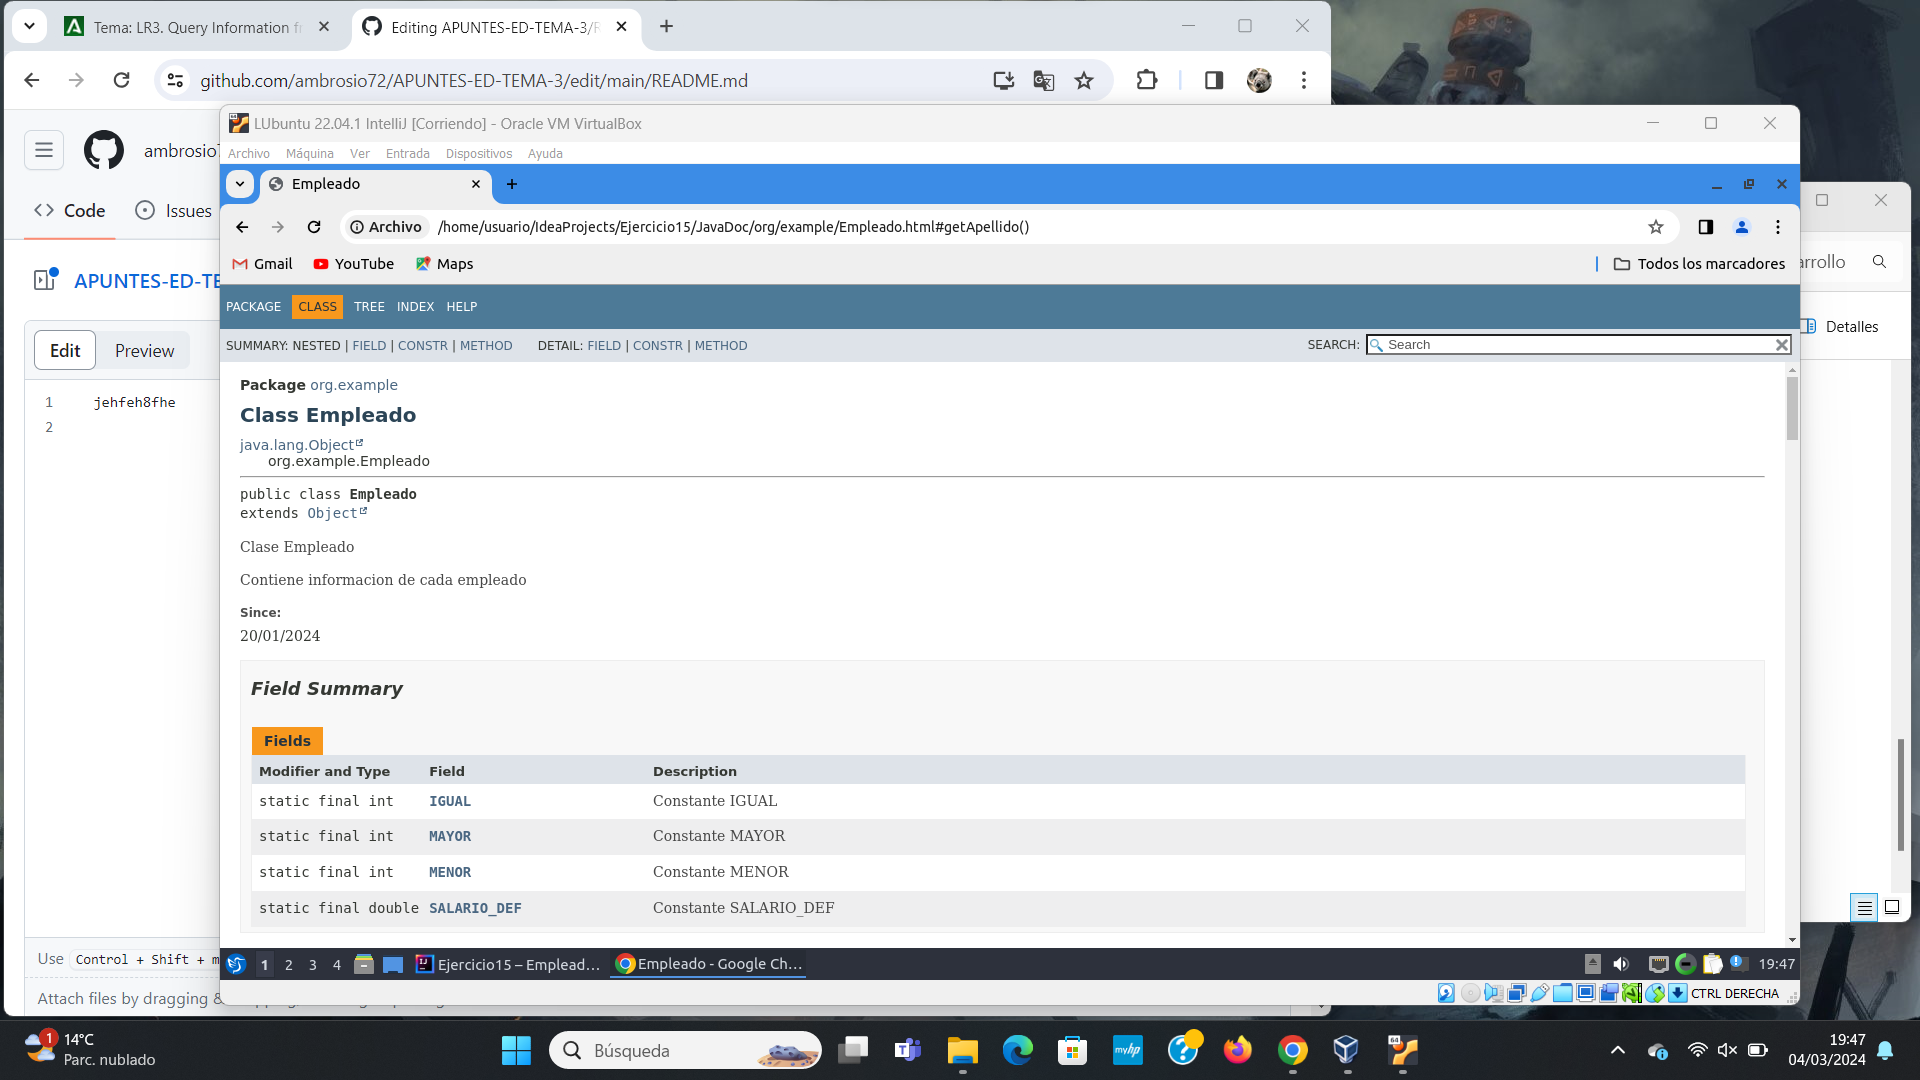 Tema: LR3. Query Information f
Editing APUNTES-ED-TEMA-3/R
github.com/ambrosio72/APUNTES-ED-TEMA-3/edit/main/README.md
LUbuntu 22.04.1 IntelliJ [Corriendo] - Oracle VM VirtualBox
Archivo Máquina Ver Entrada Dispositivos Ayuda
ambrosio7
Empleado
Code Issues
Archivo /home/usuario/IdeaProjects/Ejercicio15/JavaDoc/org/example/Empleado.html#getApellido()
Gmail YouTube Maps Todos los marcadores
arrollo
APUNTES-ED-TE
PACKAGE CLASS TREE INDEX HELP
Detalles
SUMMARY: NESTED | FIELD | CONSTR | METHOD DETAIL: FIELD | CONSTR | METHOD SEARCH: Search
Edit Preview
1 jehfeh8fhe
2
Package org.example
Class Empleado
java.lang.Object
org.example.Empleado
public class Empleado
extends Object
Clase Empleado
Contiene informacion de cada empleado
Since:
20/01/2024
Field Summary
Fields
Modifier and Type Field Description
static final int IGUAL Constante IGUAL
static final int MAYOR Constante MAYOR
static final int MENOR Constante MENOR
static final double SALARIO_DEF Constante SALARIO_DEF
Use Control + Shift + m
1 2 3 4 Ejercicio15 – Emplead... Empleado - Google Ch... 19:47
Attach files by dragging &
CTRL DERECHA
1 14°C
Parc. nublado
Búsqueda
myhp
64
19:47
04/03/2024